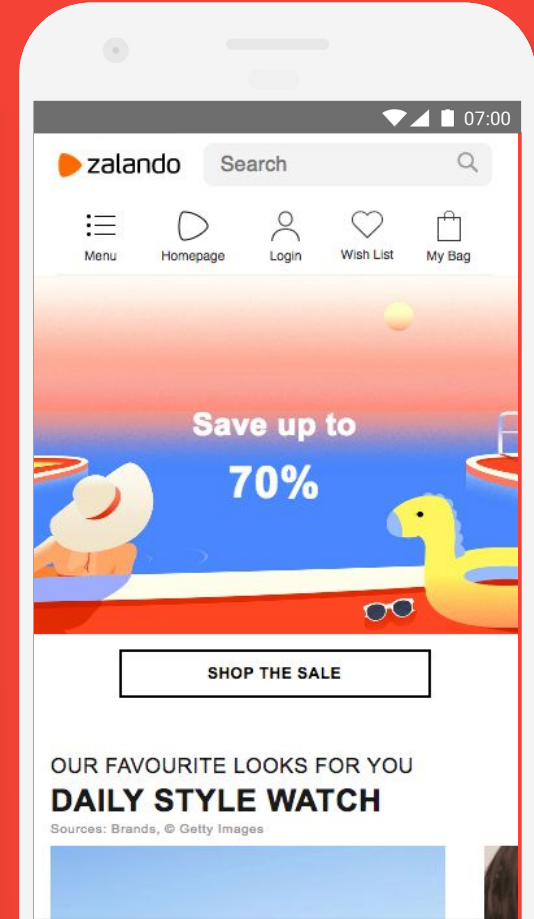 07:00
zalando Search
Menu Homepage Login Wish List My Bag
Save up to
70%
SHOP THE SALE
OUR FAVOURITE LOOKS FOR YOU
DAILY STYLE WATCH
Sources: Brands, © Getty Images